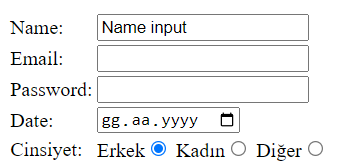 Name: Name input
Email:
Password:
Date: gg.aa.yyyy
Cinsiyet: Erkek Kadın Diğer